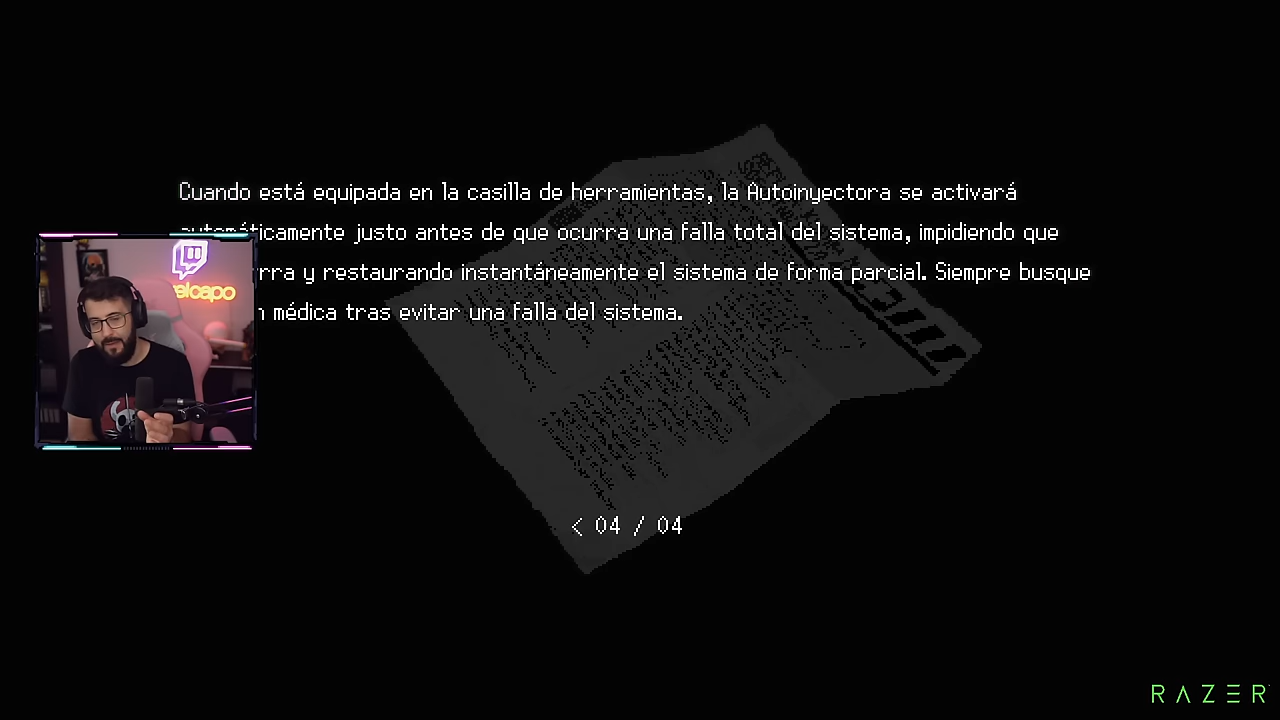 Cuando está equipada en la casilla de herramientas, la Autoinyectora se activará
automáticamente justo antes de que ocurra una falla total del sistema, impidiendo que
y restaurando instantáneamente el sistema de forma parcial. Siempre busque
médica tras evitar una falla del sistema.
elcapo
< 04 / 04
RAZER